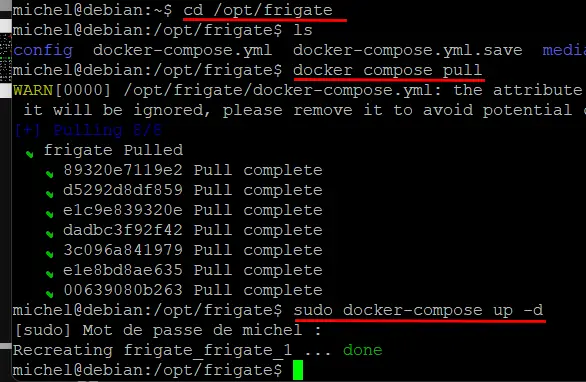 michel@debian:~$ cd /opt/frigate
michel@debian:/opt/frigate$ ls
config  docker-compose.yml  docker-compose.yml.save  media
michel@debian:/opt/frigate$ docker compose pull
WARN[0000] /opt/frigate/docker-compose.yml: the attribute
it will be ignored, please remove it to avoid potential
[+] Pulling 8/8
frigate Pulled
89320e7119e2 Pull complete
d5292d8df859 Pull complete
e1c9e839320e Pull complete
dadbc3f92f42 Pull complete
3c096a841979 Pull complete
e1e8bd8ae635 Pull complete
00639080b263 Pull complete
michel@debian:/opt/frigate$ sudo docker-compose up -d
[sudo] Mot de passe de michel :
Recreating frigate_frigate_1 ... done
michel@debian:/opt/frigate$